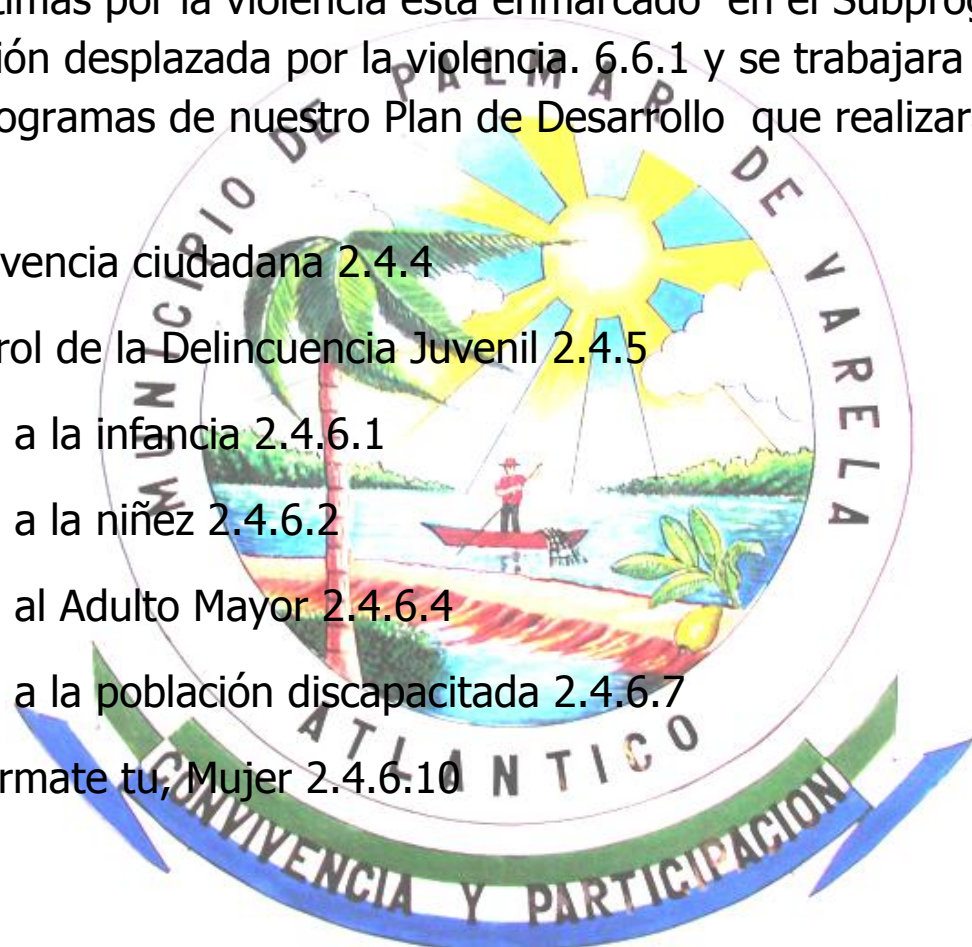 timas por la violencia está enmarcado en el Subprog
ión desplazada por la violencia. 6.6.1 y se trabajara
ogramas de nuestro Plan de Desarrollo que realizar
vencia ciudadana 2.4.4
rol de la Delincuencia Juvenil 2.4.5
a la infancia 2.4.6.1
a la niñez 2.4.6.2
al Adulto Mayor 2.4.6.4
a la población discapacitada 2.4.6.7
rmate tu, Mujer 2.4.6.10
MUNICIPIO DE PALMAR DE VARELA
ATLANTICO
CONVIVENCIA Y PARTICIPACION